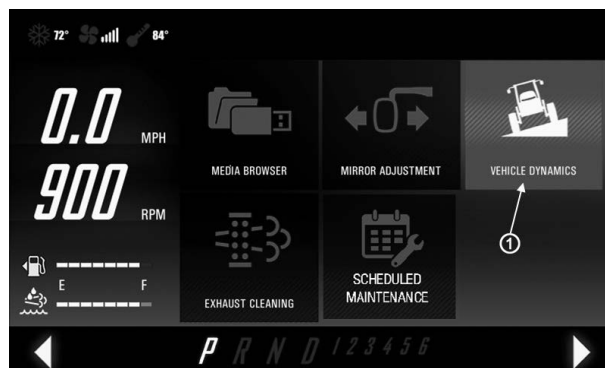 72° 84°
0.0 MPH
900 RPM
E F
MEDIA BROWSER MIRROR ADJUSTMENT VEHICLE DYNAMICS
1
EXHAUST CLEANING SCHEDULED
MAINTENANCE
P R N D 1 2 3 4 5 6